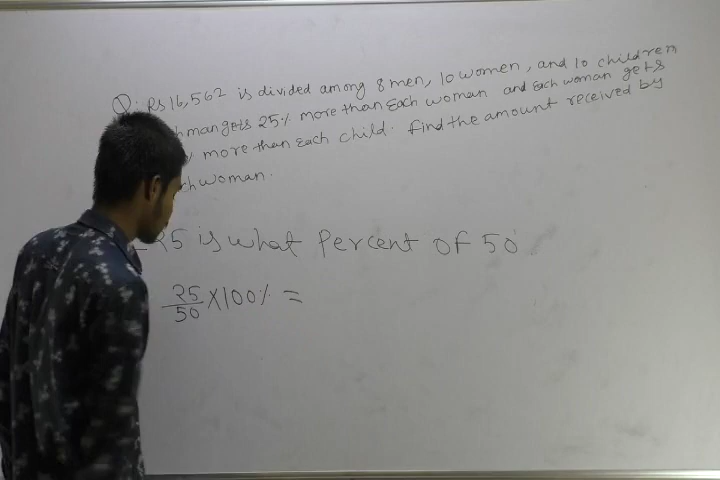 Q: Rs 16,562 is divided among 8 men, 10 women, and 10 children
man gets 25% more than Each woman and Each woman gets
more than Each child. find the amount received by
woman.
25 is what Percent of 50
25/50 × 100% =